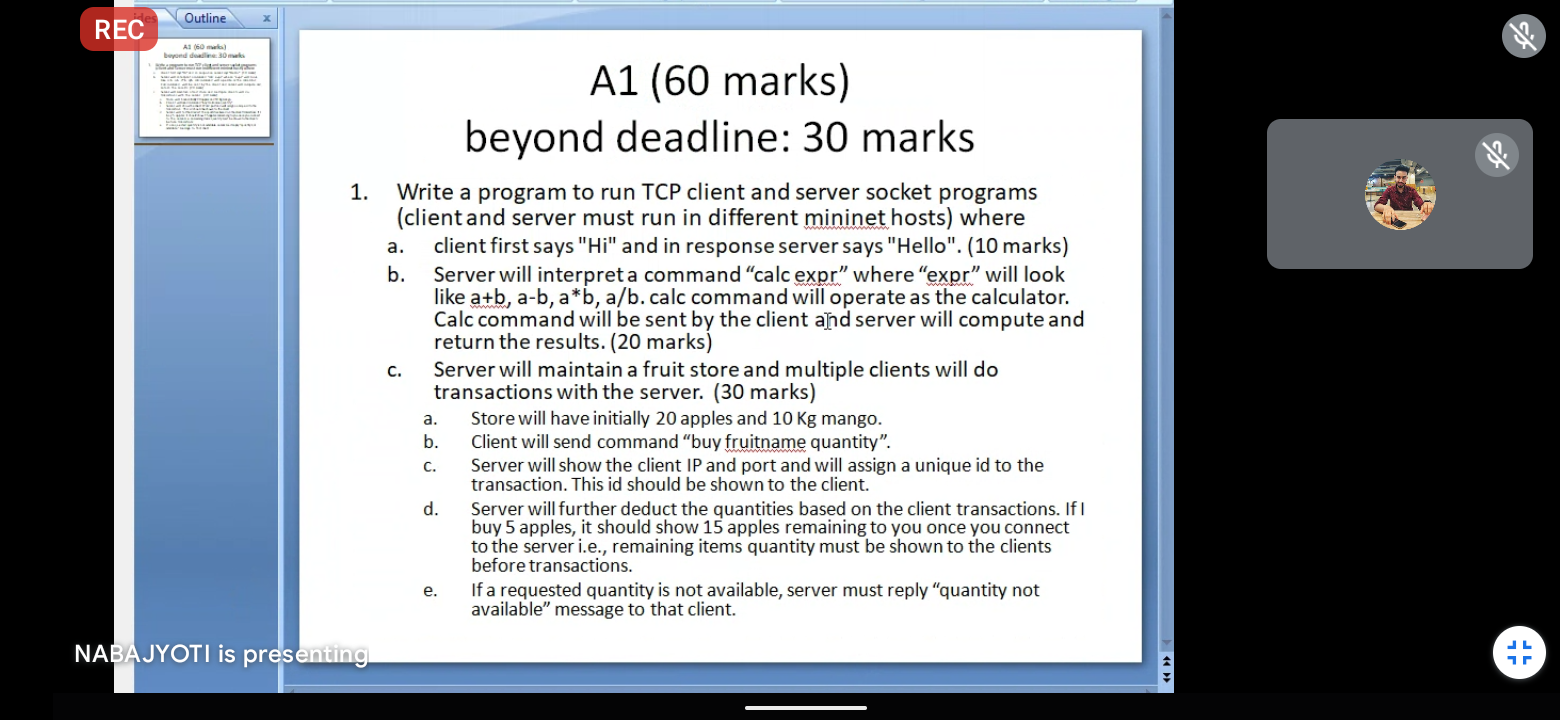 REC
Outline x
A1 (60 marks)
beyond deadline: 30 marks
A1 (60 marks)
beyond deadline: 30 marks
1. Write a program to run TCP client and server socket programs
(client and server must run in different mininet hosts) where
a. client first says "Hi" and in response server says "Hello". (10 marks)
b. Server will interpret a command “calc expr” where “expr” will look
like a+b, a-b, a*b, a/b. calc command will operate as the calculator.
Calc command will be sent by the client and server will compute and
return the results. (20 marks)
c. Server will maintain a fruit store and multiple clients will do
transactions with the server. (30 marks)
a. Store will have initially 20 apples and 10 Kg mango.
b. Client will send command “buy fruitname quantity”.
c. Server will show the client IP and port and will assign a unique id to the
transaction. This id should be shown to the client.
d. Server will further deduct the quantities based on the client transactions. If I
buy 5 apples, it should show 15 apples remaining to you once you connect
to the server i.e., remaining items quantity must be shown to the clients
before transactions.
e. If a requested quantity is not available, server must reply “quantity not
available” message to that client.
NABAJYOTI is presenting